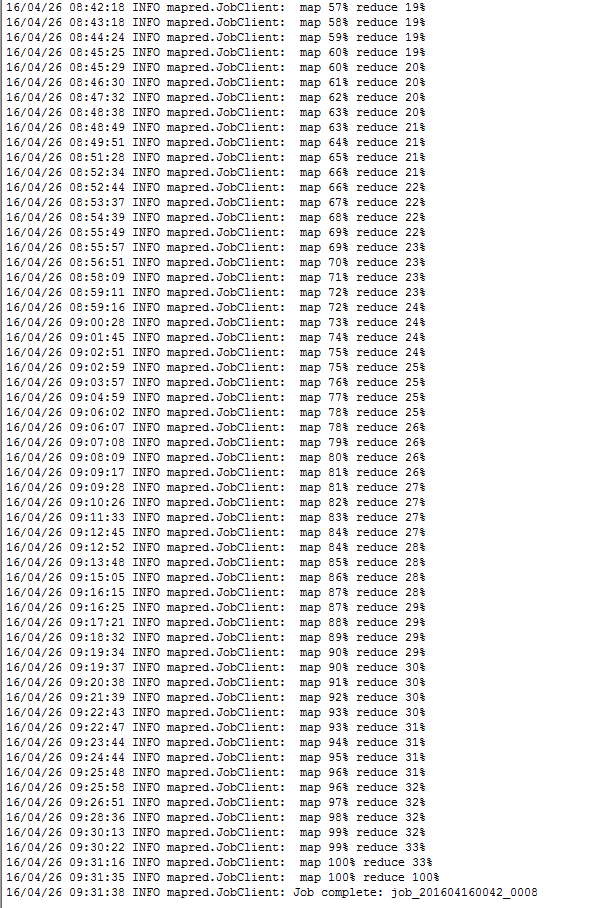 16/04/26 08:42:18 INFO mapred.JobClient:  map 57% reduce 19%
16/04/26 08:43:18 INFO mapred.JobClient:  map 58% reduce 19%
16/04/26 08:44:24 INFO mapred.JobClient:  map 59% reduce 19%
16/04/26 08:45:25 INFO mapred.JobClient:  map 60% reduce 19%
16/04/26 08:45:29 INFO mapred.JobClient:  map 60% reduce 20%
16/04/26 08:46:30 INFO mapred.JobClient:  map 61% reduce 20%
16/04/26 08:47:32 INFO mapred.JobClient:  map 62% reduce 20%
16/04/26 08:48:38 INFO mapred.JobClient:  map 63% reduce 20%
16/04/26 08:48:49 INFO mapred.JobClient:  map 63% reduce 21%
16/04/26 08:49:51 INFO mapred.JobClient:  map 64% reduce 21%
16/04/26 08:51:28 INFO mapred.JobClient:  map 65% reduce 21%
16/04/26 08:52:34 INFO mapred.JobClient:  map 66% reduce 21%
16/04/26 08:52:44 INFO mapred.JobClient:  map 66% reduce 22%
16/04/26 08:53:37 INFO mapred.JobClient:  map 67% reduce 22%
16/04/26 08:54:39 INFO mapred.JobClient:  map 68% reduce 22%
16/04/26 08:55:49 INFO mapred.JobClient:  map 69% reduce 22%
16/04/26 08:55:57 INFO mapred.JobClient:  map 69% reduce 23%
16/04/26 08:56:51 INFO mapred.JobClient:  map 70% reduce 23%
16/04/26 08:58:09 INFO mapred.JobClient:  map 71% reduce 23%
16/04/26 08:59:11 INFO mapred.JobClient:  map 72% reduce 23%
16/04/26 08:59:16 INFO mapred.JobClient:  map 72% reduce 24%
16/04/26 09:00:28 INFO mapred.JobClient:  map 73% reduce 24%
16/04/26 09:01:45 INFO mapred.JobClient:  map 74% reduce 24%
16/04/26 09:02:51 INFO mapred.JobClient:  map 75% reduce 24%
16/04/26 09:02:59 INFO mapred.JobClient:  map 75% reduce 25%
16/04/26 09:03:57 INFO mapred.JobClient:  map 76% reduce 25%
16/04/26 09:04:59 INFO mapred.JobClient:  map 77% reduce 25%
16/04/26 09:06:02 INFO mapred.JobClient:  map 78% reduce 25%
16/04/26 09:06:07 INFO mapred.JobClient:  map 78% reduce 26%
16/04/26 09:07:08 INFO mapred.JobClient:  map 79% reduce 26%
16/04/26 09:08:09 INFO mapred.JobClient:  map 80% reduce 26%
16/04/26 09:09:17 INFO mapred.JobClient:  map 81% reduce 26%
16/04/26 09:09:28 INFO mapred.JobClient:  map 81% reduce 27%
16/04/26 09:10:26 INFO mapred.JobClient:  map 82% reduce 27%
16/04/26 09:11:33 INFO mapred.JobClient:  map 83% reduce 27%
16/04/26 09:12:45 INFO mapred.JobClient:  map 84% reduce 27%
16/04/26 09:12:52 INFO mapred.JobClient:  map 84% reduce 28%
16/04/26 09:13:48 INFO mapred.JobClient:  map 85% reduce 28%
16/04/26 09:15:05 INFO mapred.JobClient:  map 86% reduce 28%
16/04/26 09:16:15 INFO mapred.JobClient:  map 87% reduce 28%
16/04/26 09:16:25 INFO mapred.JobClient:  map 87% reduce 29%
16/04/26 09:17:21 INFO mapred.JobClient:  map 88% reduce 29%
16/04/26 09:18:32 INFO mapred.JobClient:  map 89% reduce 29%
16/04/26 09:19:34 INFO mapred.JobClient:  map 90% reduce 29%
16/04/26 09:19:37 INFO mapred.JobClient:  map 90% reduce 30%
16/04/26 09:20:38 INFO mapred.JobClient:  map 91% reduce 30%
16/04/26 09:21:39 INFO mapred.JobClient:  map 92% reduce 30%
16/04/26 09:22:43 INFO mapred.JobClient:  map 93% reduce 30%
16/04/26 09:22:47 INFO mapred.JobClient:  map 93% reduce 31%
16/04/26 09:23:44 INFO mapred.JobClient:  map 94% reduce 31%
16/04/26 09:24:44 INFO mapred.JobClient:  map 95% reduce 31%
16/04/26 09:25:48 INFO mapred.JobClient:  map 96% reduce 31%
16/04/26 09:25:58 INFO mapred.JobClient:  map 96% reduce 32%
16/04/26 09:26:51 INFO mapred.JobClient:  map 97% reduce 32%
16/04/26 09:28:36 INFO mapred.JobClient:  map 98% reduce 32%
16/04/26 09:30:13 INFO mapred.JobClient:  map 99% reduce 32%
16/04/26 09:30:22 INFO mapred.JobClient:  map 99% reduce 33%
16/04/26 09:31:16 INFO mapred.JobClient:  map 100% reduce 33%
16/04/26 09:31:35 INFO mapred.JobClient:  map 100% reduce 100%
16/04/26 09:31:38 INFO mapred.JobClient: Job complete: job_201604160042_0008